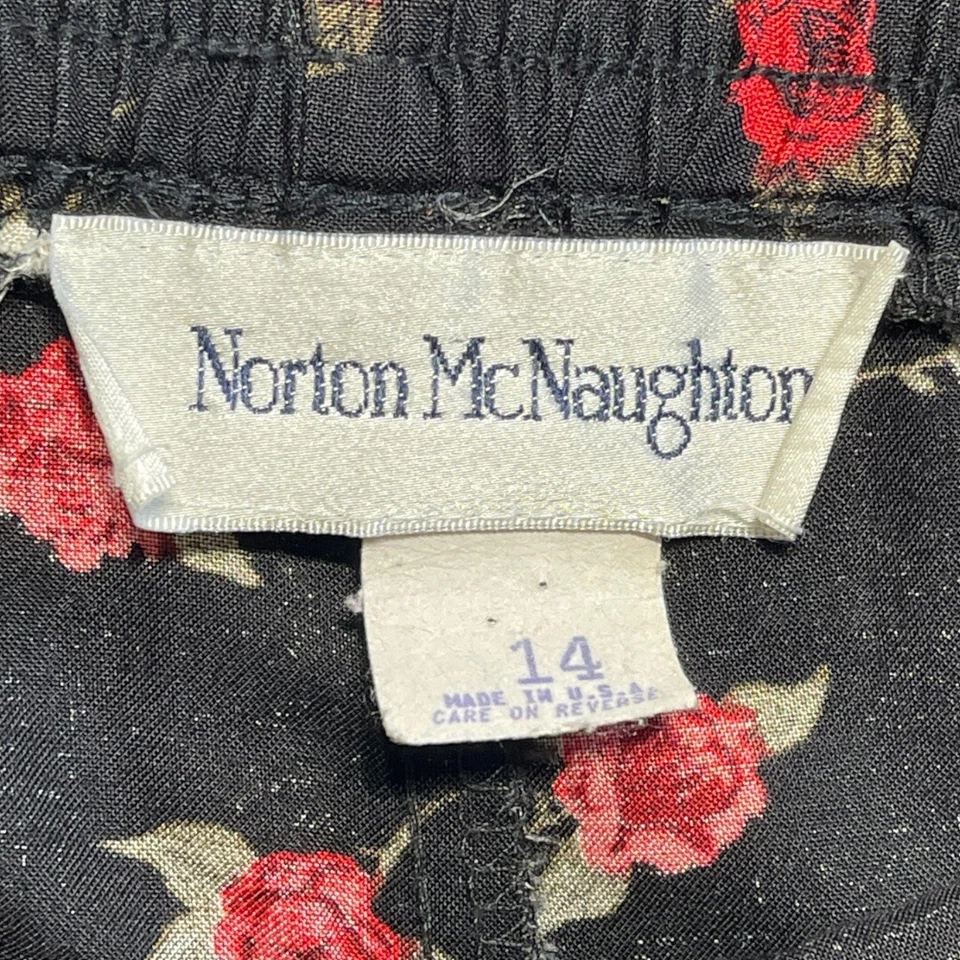 Norton McNaughton
14
MADE IN U.S.A
CARE ON REVERSE